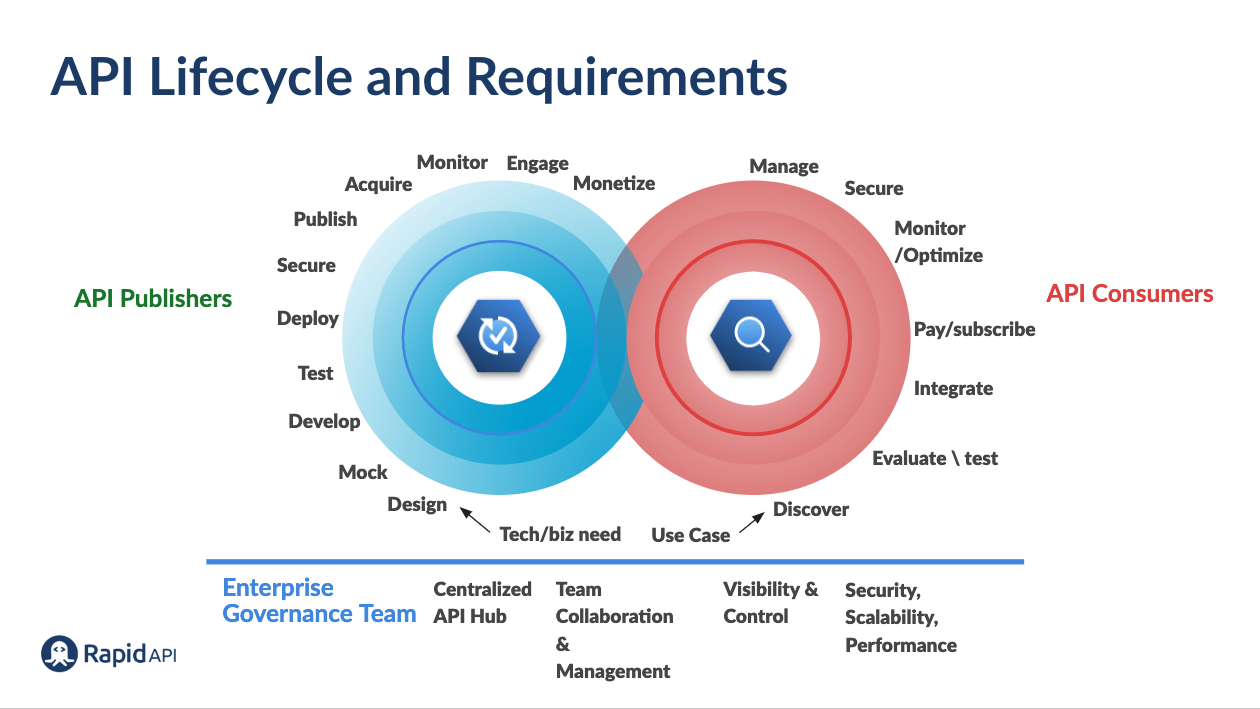 API Lifecycle and Requirements
Monitor
Engage
Acquire
Monetize
Publish
Secure
Deploy
Test
Develop
Mock
Design
Tech/biz need
API Publishers
Manage
Secure
Monitor
/Optimize
Pay/subscribe
Integrate
Evaluate \ test
Discover
Use Case
API Consumers
Enterprise
Governance Team
Centralized
API Hub
Team
Collaboration
&
Management
Visibility &
Control
Security,
Scalability,
Performance
Rapid API